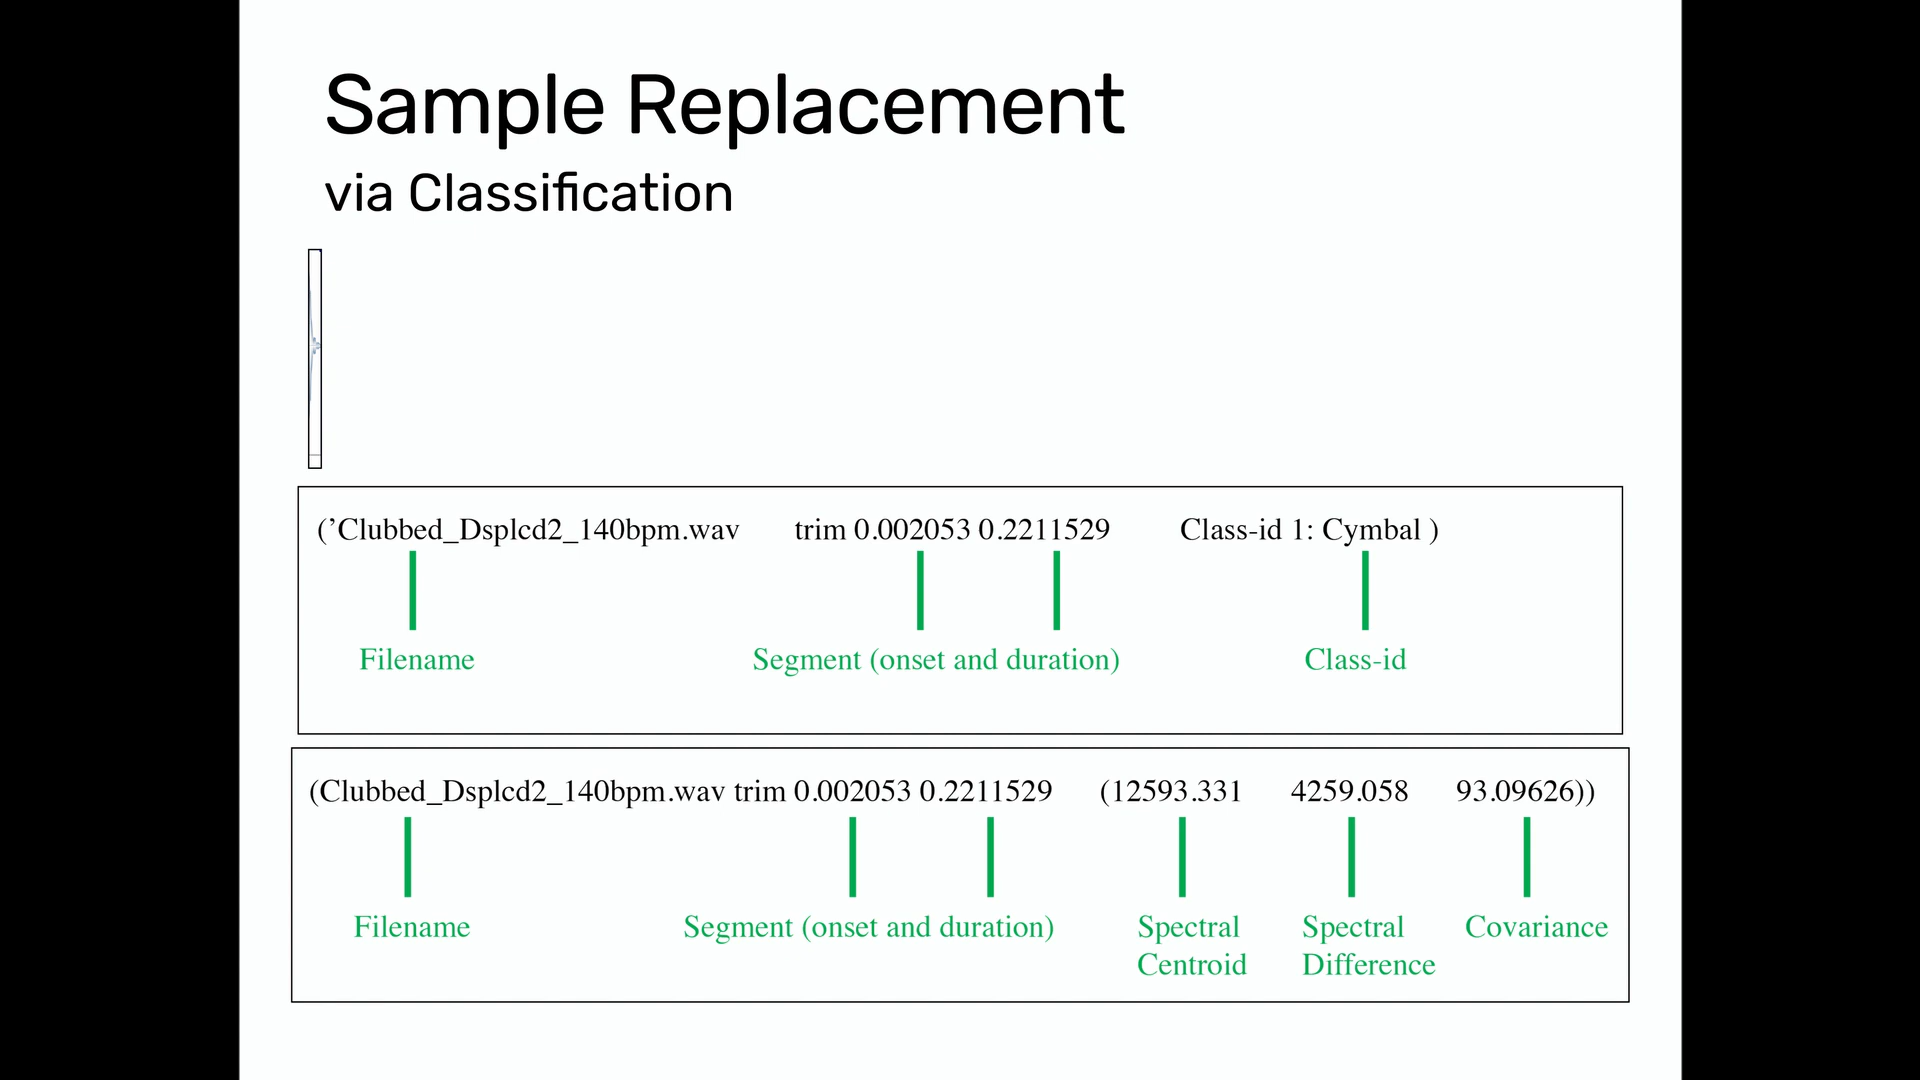 Sample Replacement
via Classification
(’Clubbed_Dsplcd2_140bpm.wav trim 0.002053 0.2211529 Class-id 1: Cymbal )
Filename Segment (onset and duration) Class-id
(Clubbed_Dsplcd2_140bpm.wav trim 0.002053 0.2211529 (12593.331 4259.058 93.09626))
Filename Segment (onset and duration) Spectral Spectral Covariance
Centroid Difference